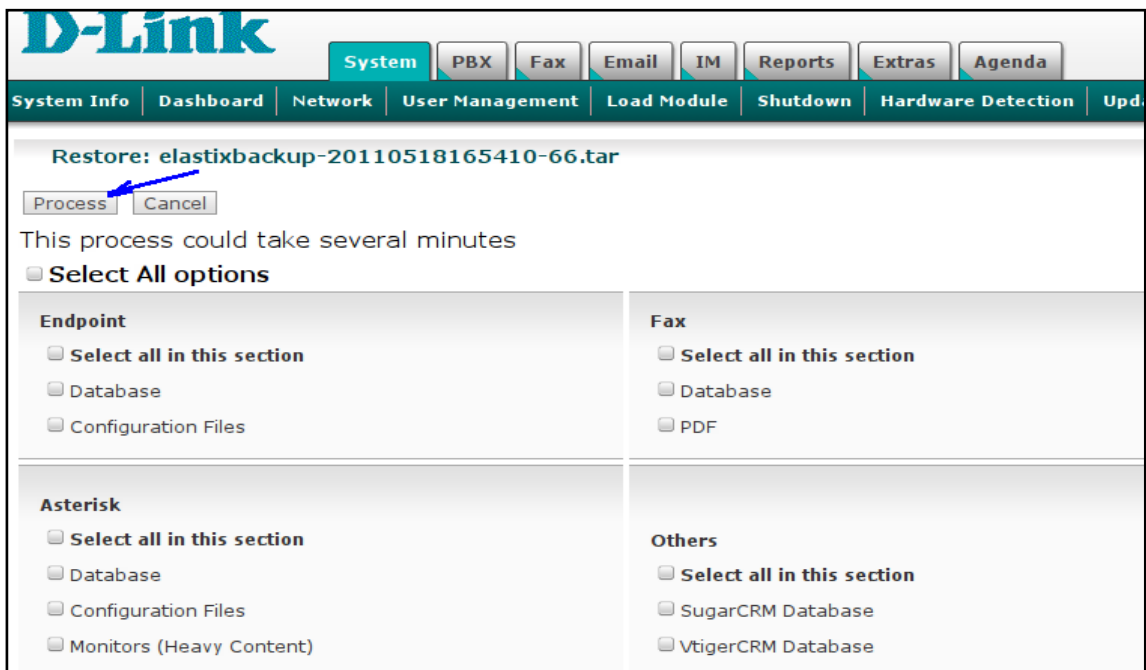 D-Link
System PBX Fax Email IM Reports Extras Agenda
System Info Dashboard Network User Management Load Module Shutdown Hardware Detection Upd
Restore: elastixbackup-20110518165410-66.tar
Process Cancel
This process could take several minutes
Select All options
Endpoint
Select all in this section
Database
Configuration Files
Fax
Select all in this section
Database
PDF
Asterisk
Select all in this section
Database
Configuration Files
Monitors (Heavy Content)
Others
Select all in this section
SugarCRM Database
VtigerCRM Database